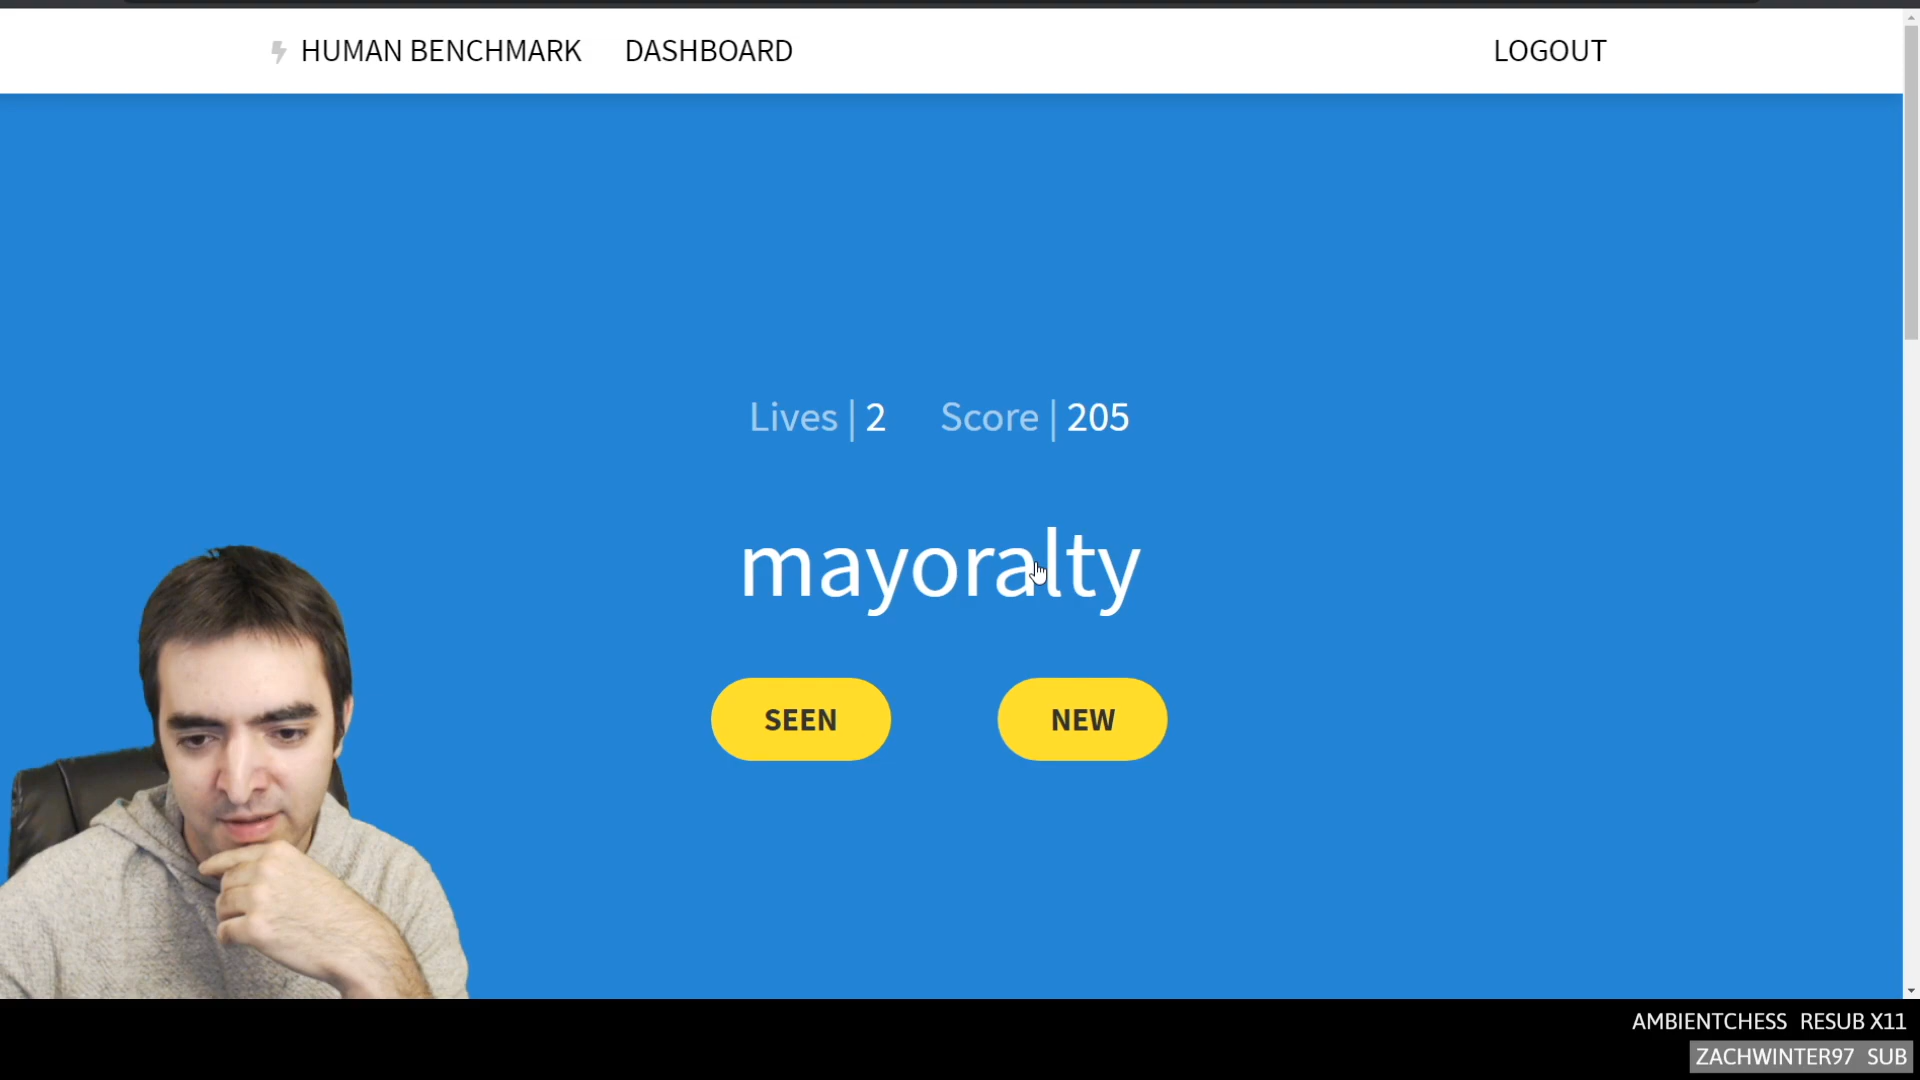 HUMAN BENCHMARK DASHBOARD LOGOUT
Lives | 2 Score | 205
mayoralty
SEEN NEW
AMBIENTCHESS RESUB X11
ZACHWINTER97 SUB